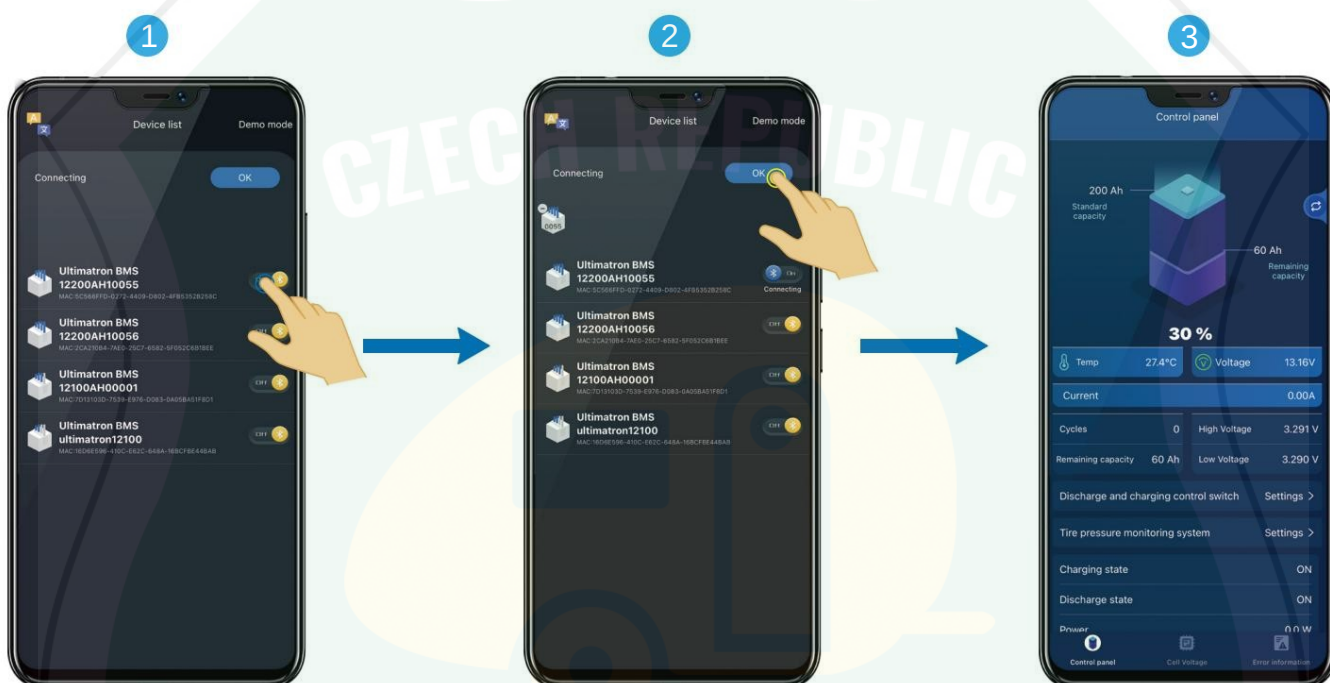 1
2
3
CZECH REPUBLIC
Device list
Demo mode
Connecting
OK
Ultimatron BMS
12200AH10055
Ultimatron BMS
12200AH10056
OFF
Ultimatron BMS
12100AH00001
OFF
Ultimatron BMS
ultimatron12100
OFF
Device list
Demo mode
Connecting
OK
0055
Ultimatron BMS
12200AH10055
ON
Connecting
Ultimatron BMS
12200AH10056
OFF
Ultimatron BMS
12100AH00001
OFF
Ultimatron BMS
ultimatron12100
OFF
Control panel
200 Ah
Standard
capacity
60 Ah
Remaining
capacity
30 %
Temp 27.4°C Voltage 13.16V
Current 0.00A
Cycles 0 High Voltage 3.291 V
Remaining capacity 60 Ah Low Voltage 3.290 V
Discharge and charging control switch Settings >
Tire pressure monitoring system Settings >
Charging state ON
Discharge state ON
Power 0.0 W
Control panel Cell Voltage Error information